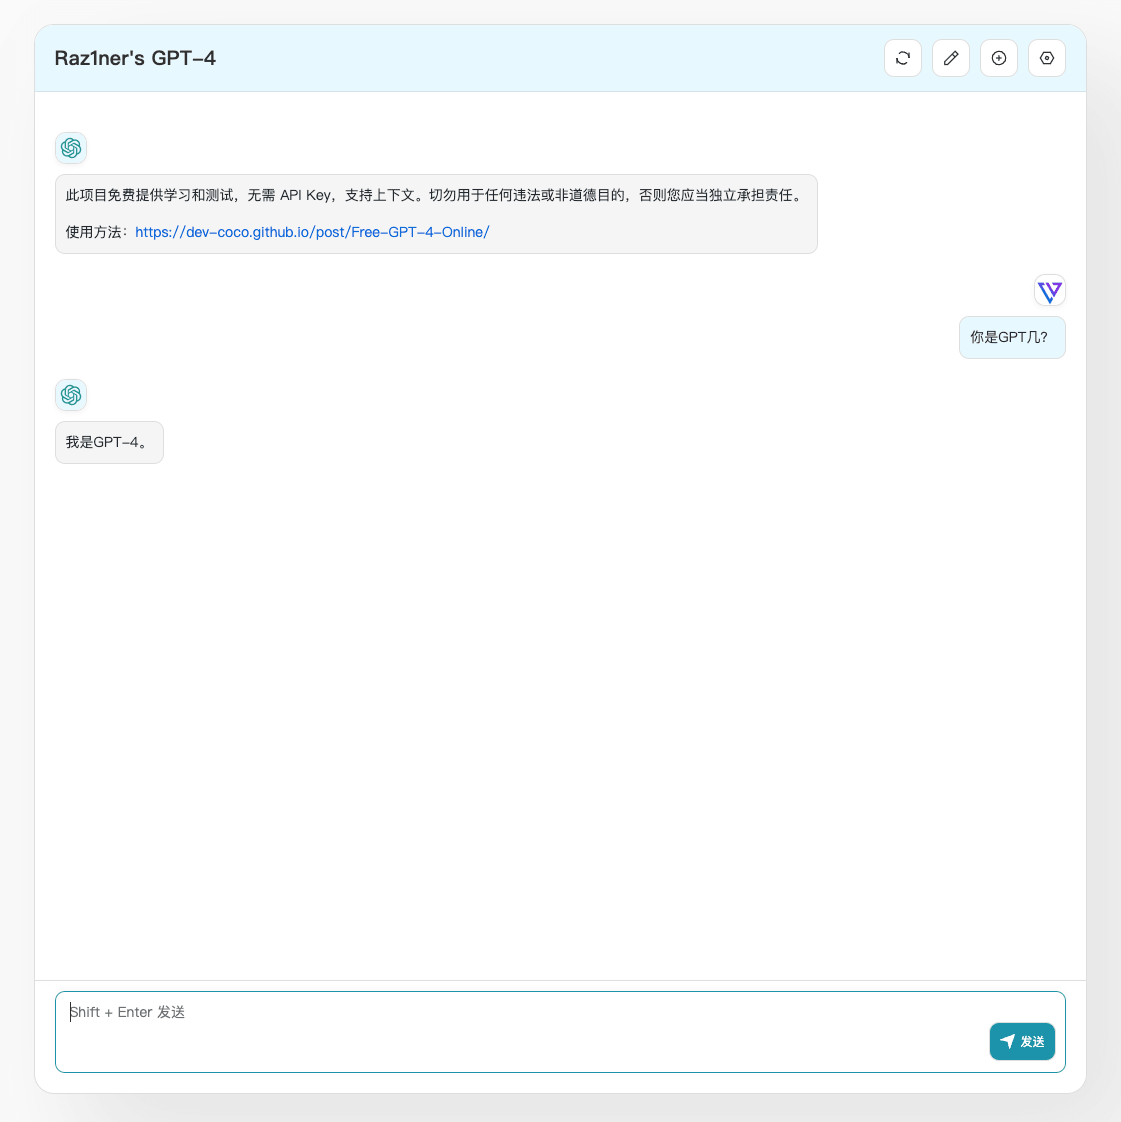 Raz1ner's GPT-4
此项目免费提供学习和测试，无需 API Key，支持上下文。切勿用于任何违法或非道德目的，否则您应当独立承担责任。
使用方法：https://dev-coco.github.io/post/Free-GPT-4-Online/
你是GPT几？
我是GPT-4。
Shift + Enter 发送
发送